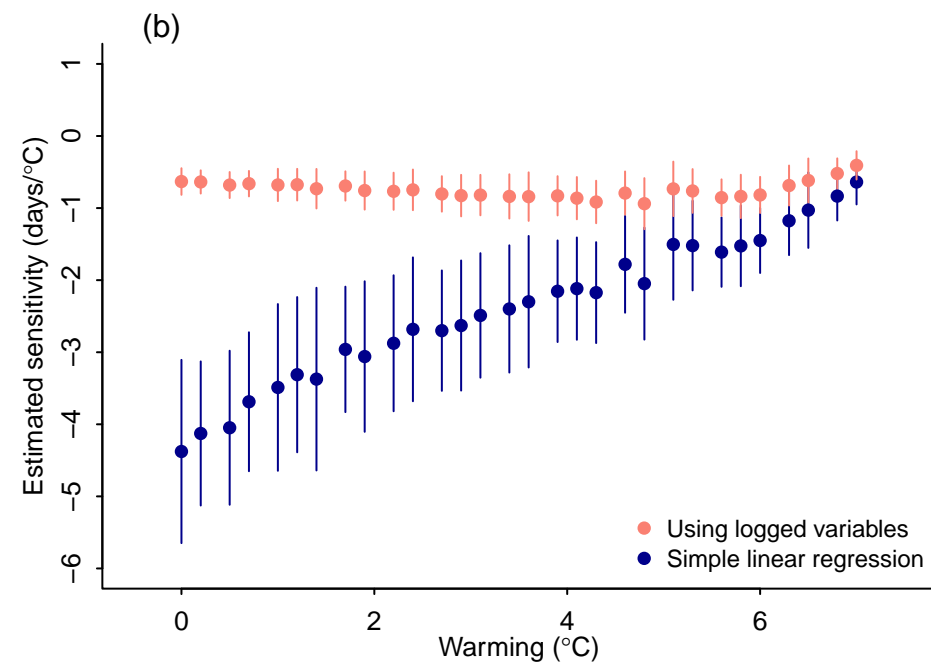 (b)
Estimated sensitivity (days/°C)
1
0
−1
−2
−3
−4
−5
−6
Using logged variables
Simple linear regression
0 2 4 6
Warming (°C)